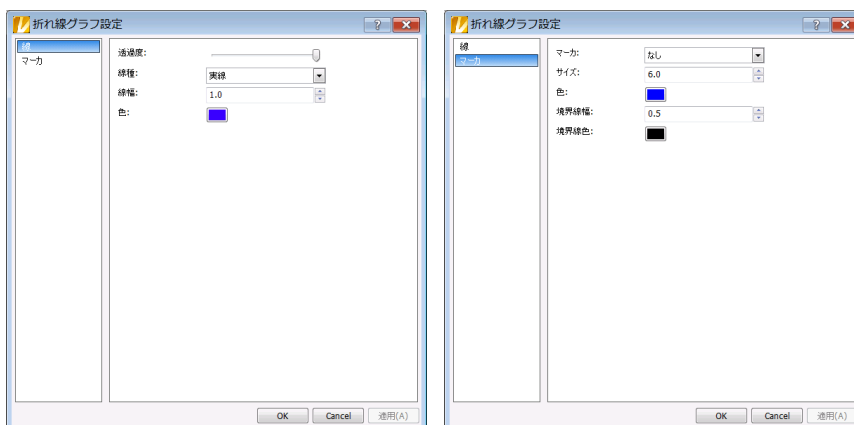 折れ線グラフ設定
線
マーカ
透過度:
線種: 実線
線幅: 1.0
色:
OK Cancel 適用(A)
折れ線グラフ設定
線
マーカ
マーカ: なし
サイズ: 6.0
色:
境界線幅: 0.5
境界線色:
OK Cancel 適用(A)